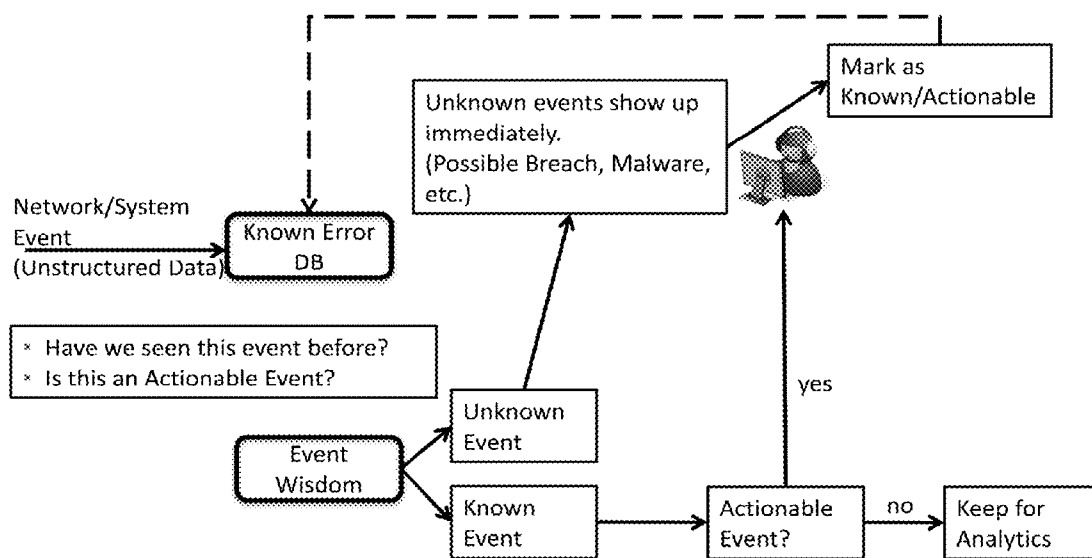 Mark as
Known/Actionable
Unknown events show up
immediately.
(Possible Breach, Malware,
etc.)
Network/System
Event
(Unstructured Data)
Known Error
DB
* Have we seen this event before?
* Is this an Actionable Event?
yes
Unknown
Event
Event
Wisdom
Known
Event
Actionable
Event?
no
Keep for
Analytics